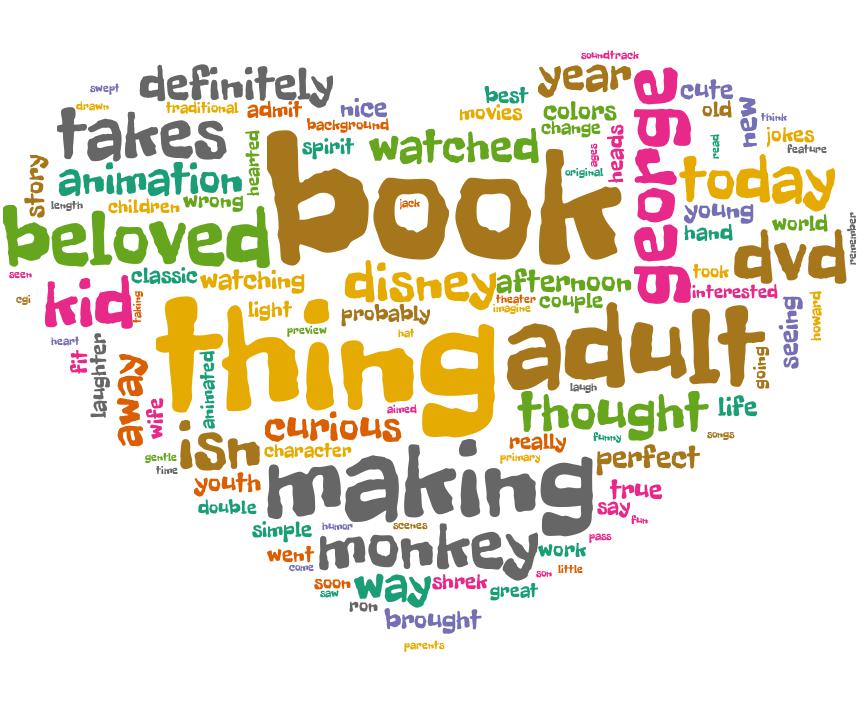 soundtrack
swept
definitely
year
george
cute
drawn
traditional
admit
nice
best
movies
colors
old
new
think
takes
background
change
jokes
spirit
watched
ages
heads
read
feature
story
animation
hearted
book
original
today
length
children
wrong
jack
young
world
beloved
hand
remember
seen
classic
watching
disney
afternoon
took
dvd
cgi
kid
taking
theater
couple
interested
light
probably
imagine
seeing
howard
thing
preview
hat
adult
heart
fit
laughter
going
away
animated
laugh
wife
aimed
thought
life
curious
gentle
isn
character
really
funny
songs
time
primary
perfect
youth
making
true
double
say
fun
simple
humor
scenes
went
monkey
work
pass
come
son
little
soon
way
shrek
great
saw
ron
brought
parents